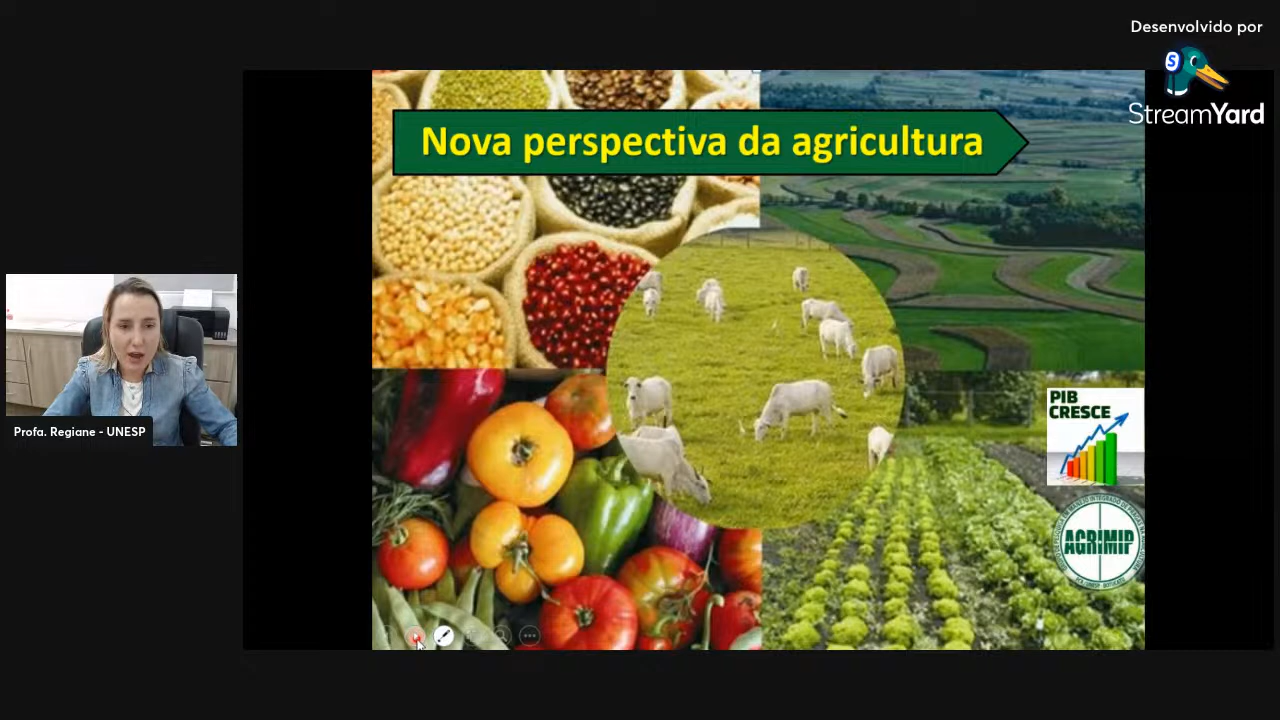 Desenvolvido por
StreamYard
Nova perspectiva da agricultura
PIB
CRESCE
AGRIMIP
Profa. Regiane - UNESP